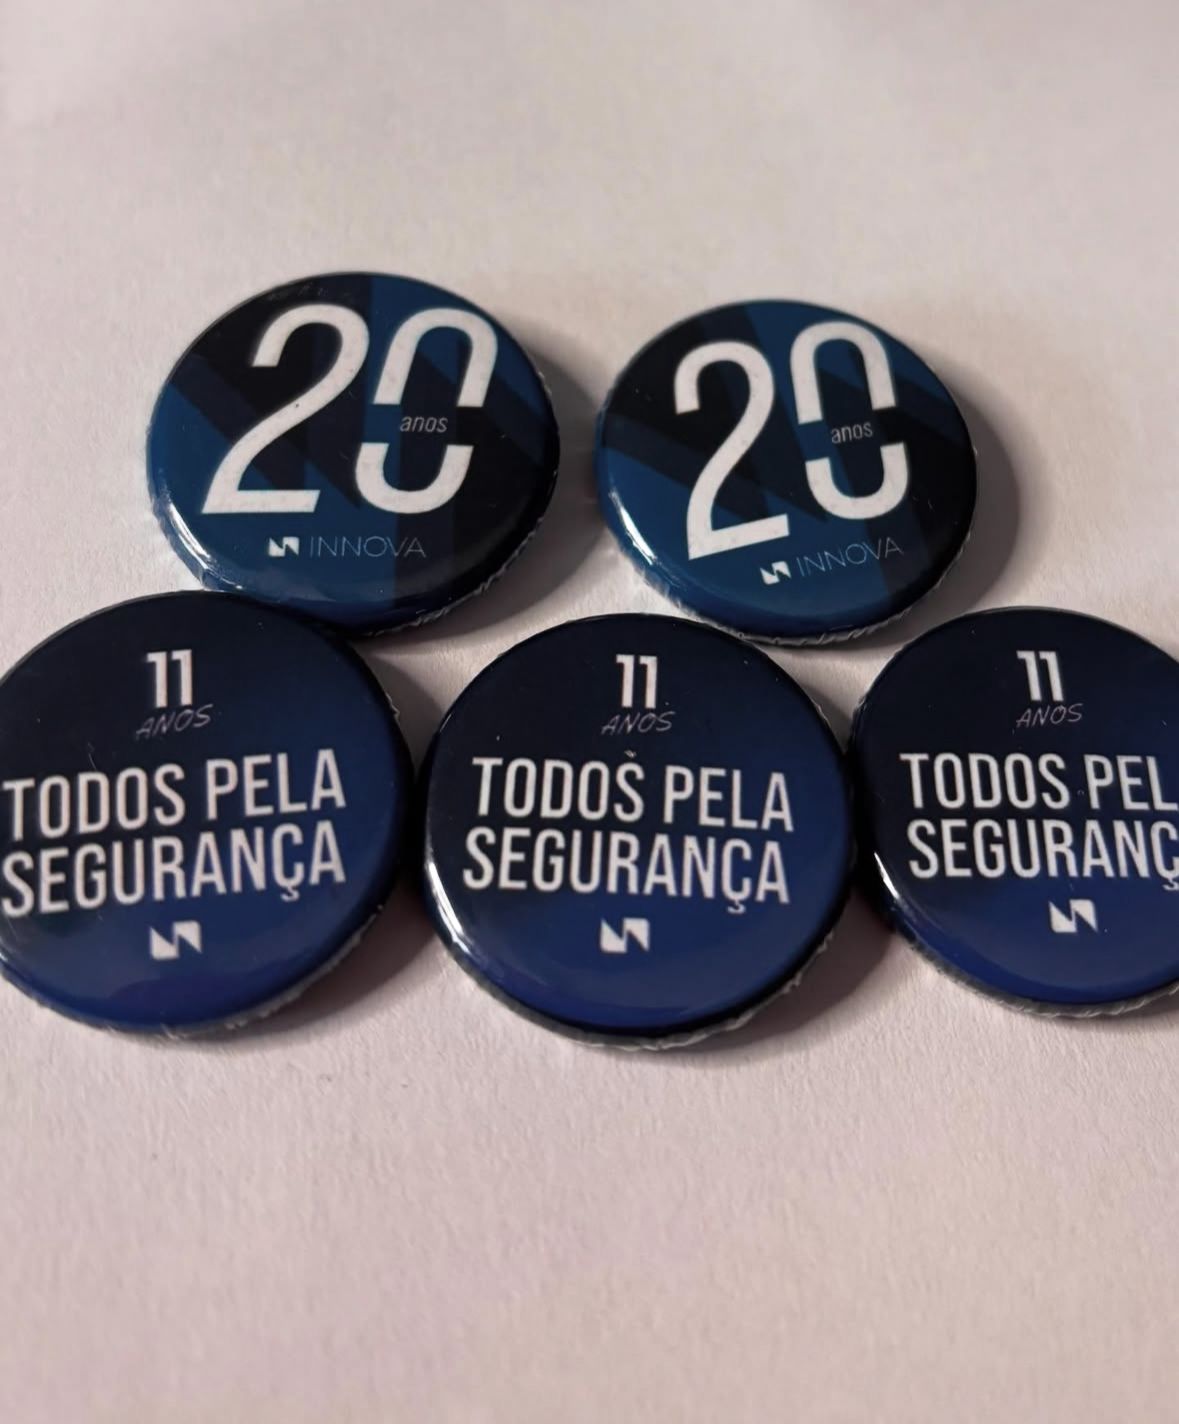 20
anos
INNOVA
20
anos
INNOVA
11
ANOS
TODOS PELA
SEGURANÇA
11
ANOS
TODOS PELA
SEGURANÇA
11
ANOS
TODOS PEL
SEGURANÇ